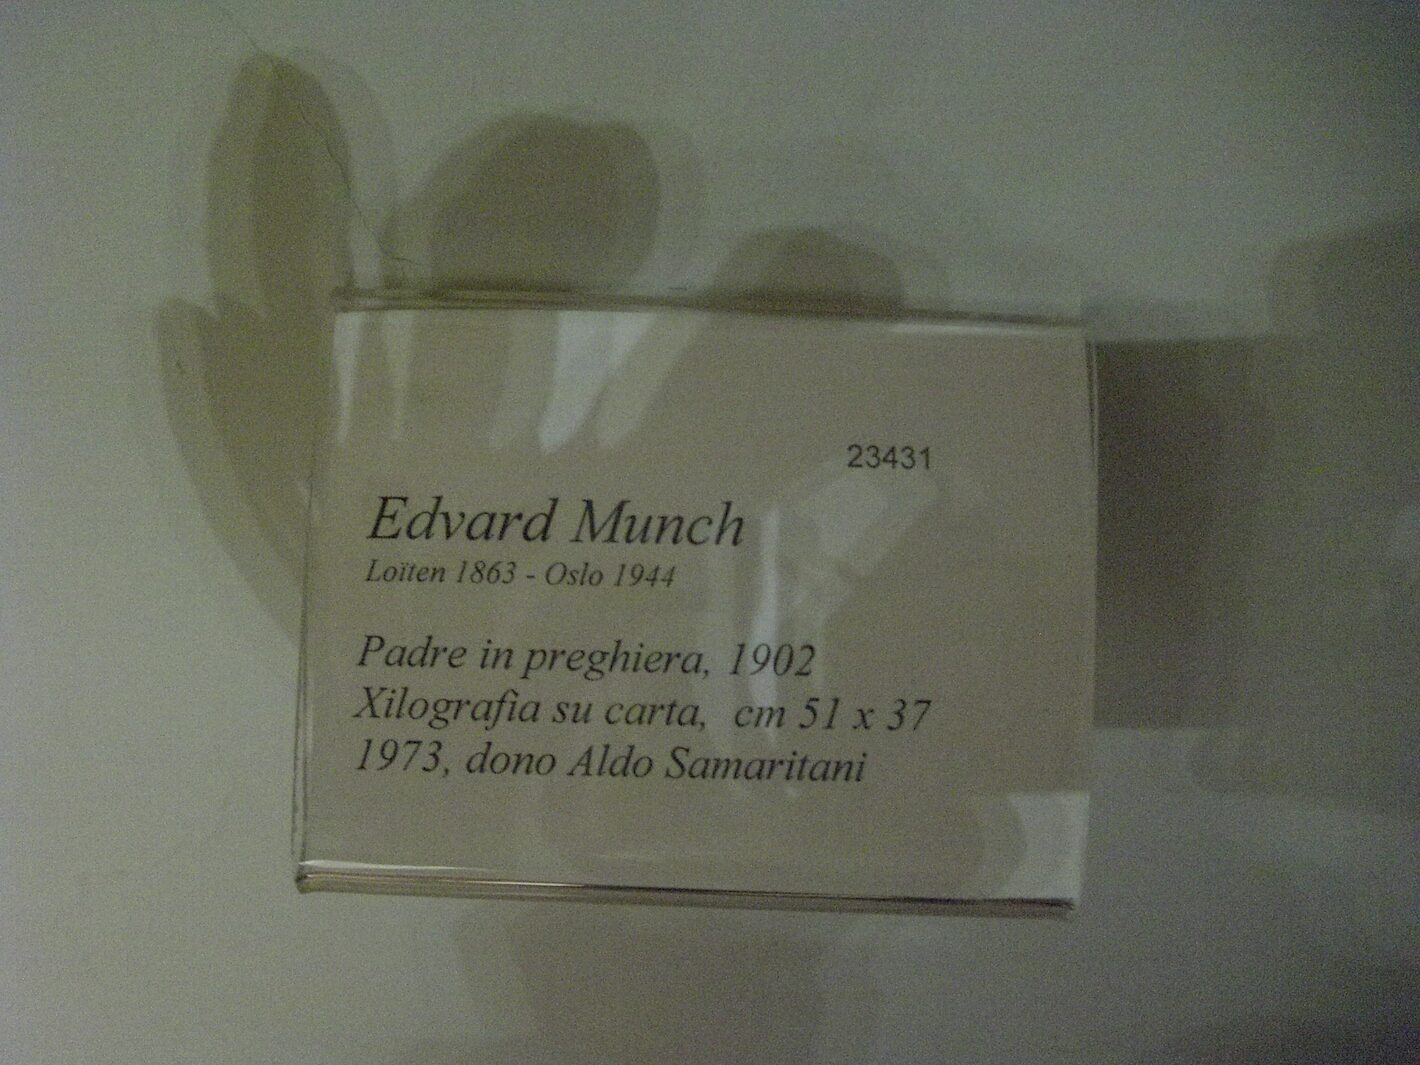 23431
Edvard Munch
Loïten 1863 - Oslo 1944
Padre in preghiera, 1902
Xilografia su carta, cm 51 x 37
1973, dono Aldo Samaritani